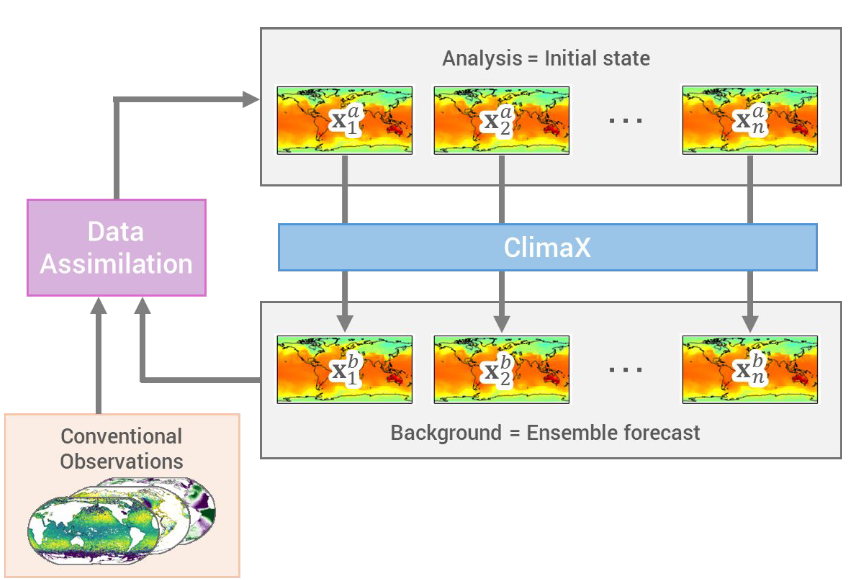 Analysis = Initial state
x₁ᵃ x₂ᵃ ... xₙᵃ
Data
Assimilation
ClimaX
x₁ᵇ x₂ᵇ ... xₙᵇ
Background = Ensemble forecast
Conventional
Observations